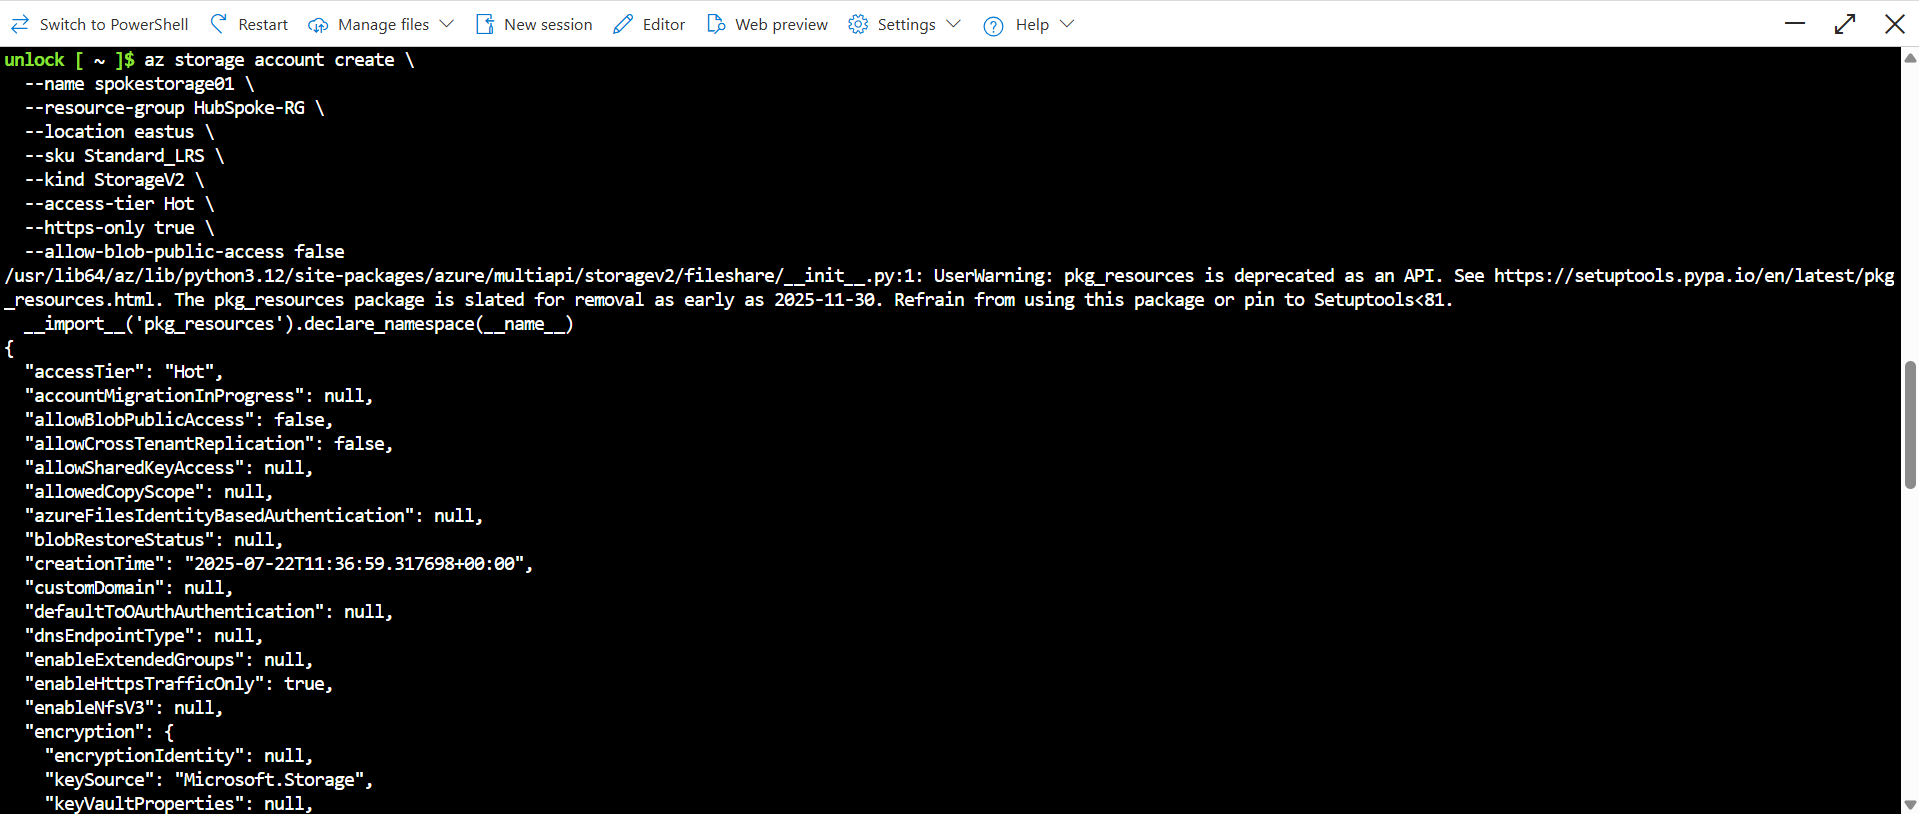 Switch to PowerShell Restart Manage files New session Editor Web preview Settings Help
unlock [ ~ ]$ az storage account create \
  --name spokestorage01 \
  --resource-group HubSpoke-RG \
  --location eastus \
  --sku Standard_LRS \
  --kind StorageV2 \
  --access-tier Hot \
  --https-only true \
  --allow-blob-public-access false
/usr/lib64/az/lib/python3.12/site-packages/azure/multiapi/storagev2/fileshare/__init__.py:1: UserWarning: pkg_resources is deprecated as an API. See https://setuptools.pypa.io/en/latest/pkg
_resources.html. The pkg_resources package is slated for removal as early as 2025-11-30. Refrain from using this package or pin to Setuptools<81.
  __import__('pkg_resources').declare_namespace(__name__)
{
  "accessTier": "Hot",
  "accountMigrationInProgress": null,
  "allowBlobPublicAccess": false,
  "allowCrossTenantReplication": false,
  "allowSharedKeyAccess": null,
  "allowedCopyScope": null,
  "azureFilesIdentityBasedAuthentication": null,
  "blobRestoreStatus": null,
  "creationTime": "2025-07-22T11:36:59.317698+00:00",
  "customDomain": null,
  "defaultToOAuthAuthentication": null,
  "dnsEndpointType": null,
  "enableExtendedGroups": null,
  "enableHttpsTrafficOnly": true,
  "enableNfsV3": null,
  "encryption": {
    "encryptionIdentity": null,
    "keySource": "Microsoft.Storage",
    "keyVaultProperties": null,